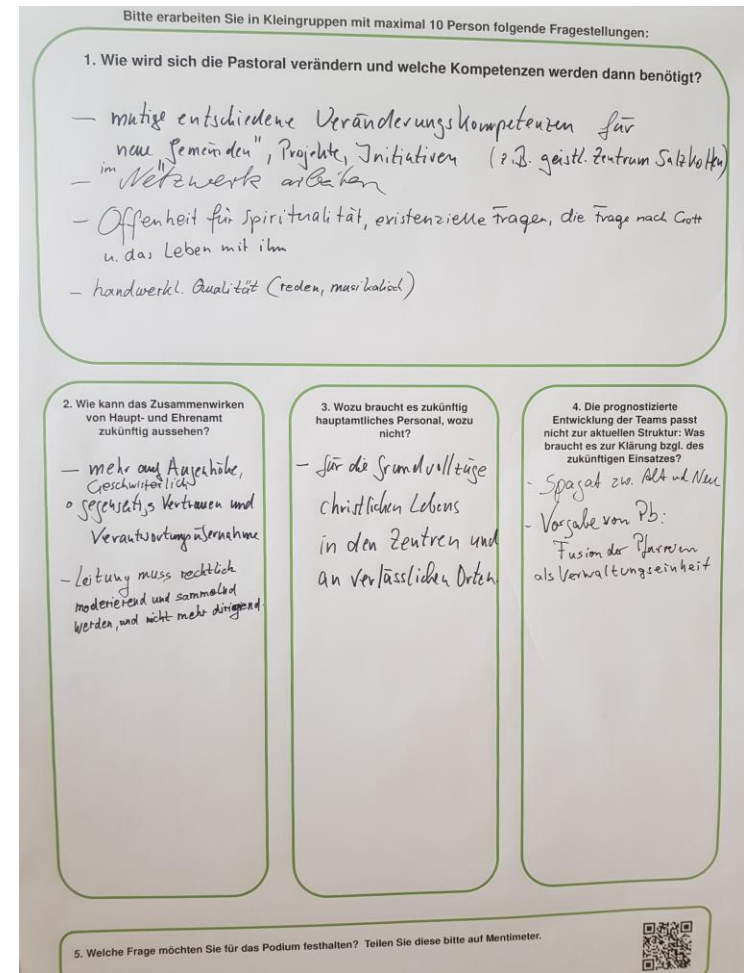 Bitte erarbeiten Sie in Kleingruppen mit maximal 10 Person folgende Fragestellungen:
1. Wie wird sich die Pastoral verändern und welche Kompetenzen werden dann benötigt?
– mutige entschiedene Veränderungskompetenzen für
neue "Gemeinden", Projekte, Initiativen (z.B. geistl. Zentrum Salzkotten)
– im Netzwerk arbeiten
– Offenheit für Spiritualität, existenzielle Fragen, die Frage nach Gott
u. das Leben mit ihm
– handwerkl. Qualität (reden, musikalisch)
2. Wie kann das Zusammenwirken
von Haupt- und Ehrenamt
zukünftig aussehen?
– mehr auf Augenhöhe,
Geschwisterlich
o gegenseitig Vertrauen und
Verantwortungsübernahme
– Leitung muss rechtlich
moderierend und sammelnd
werden, und nicht mehr dirigierend.
3. Wozu braucht es zukünftig
hauptamtliches Personal, wozu
nicht?
– für die Grundvollzüge
christlichen Lebens
in den Zentren und
an verlässlichen Orten
4. Die prognostizierte
Entwicklung der Teams passt
nicht zur aktuellen Struktur: Was
braucht es zur Klärung bzgl. des
zukünftigen Einsatzes?
- Spagat zw. Alt und Neu
- Vorgabe von Pb:
Fusion der Pfarreien
als Verwaltungseinheit
5. Welche Frage möchten Sie für das Podium festhalten? Teilen Sie diese bitte auf Mentimeter.